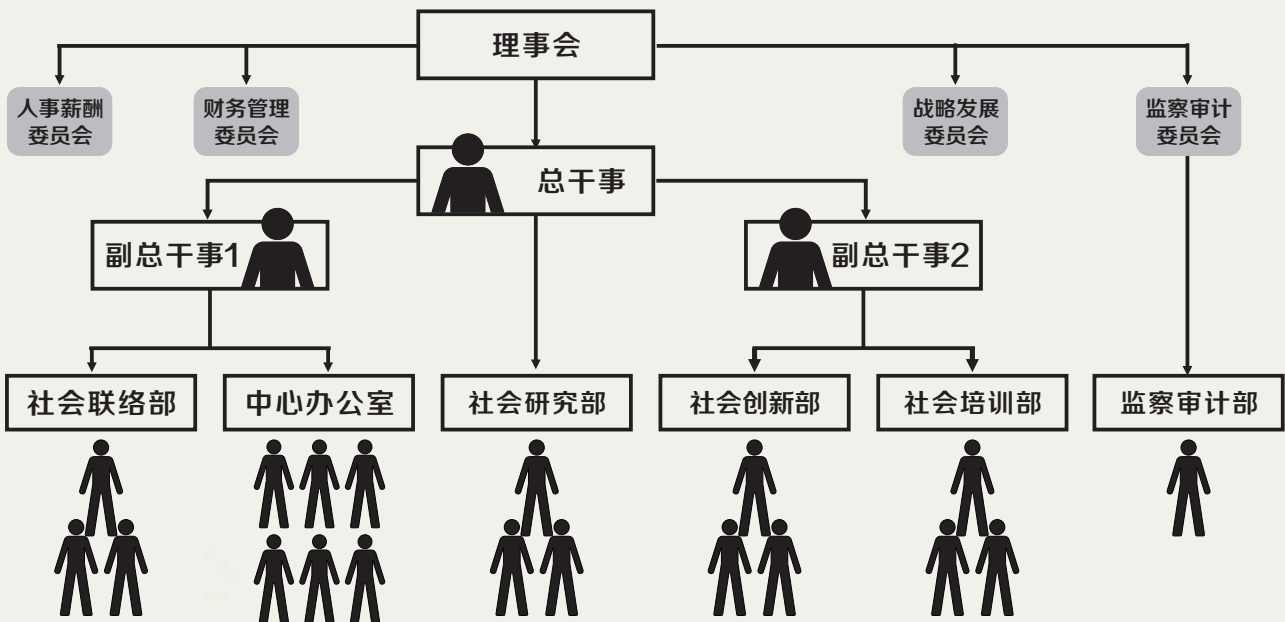 理事会
人事薪酬
委员会
财务管理
委员会
战略发展
委员会
监察审计
委员会
总干事
副总干事1
副总干事2
社会联络部
中心办公室
社会研究部
社会创新部
社会培训部
监察审计部